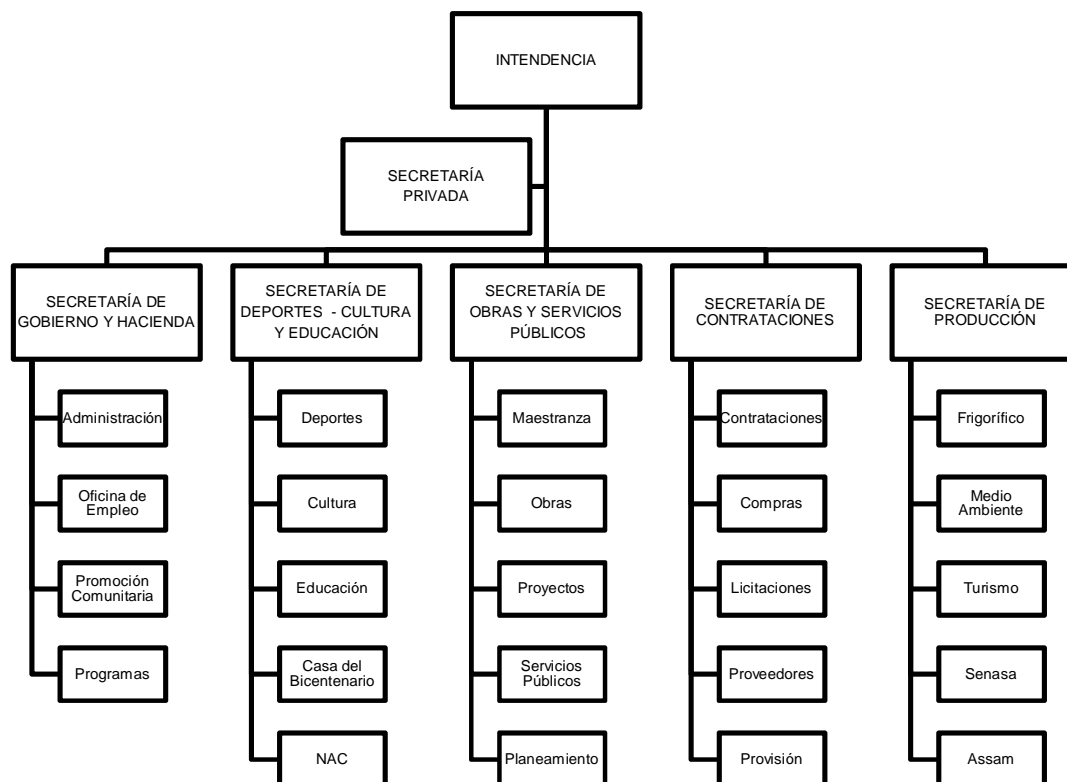 INTENDENCIA
SECRETARÍA
PRIVADA
SECRETARÍA DE
GOBIERNO Y HACIENDA
SECRETARÍA DE
DEPORTES - CULTURA
Y EDUCACIÓN
SECRETARÍA DE
OBRAS Y SERVICIOS
PÚBLICOS
SECRETARÍA DE
CONTRATACIONES
SECRETARÍA DE
PRODUCCIÓN
Administración
Oficina de
Empleo
Promoción
Comunitaria
Programas
Deportes
Cultura
Educación
Casa del
Bicentenario
NAC
Maestranza
Obras
Proyectos
Servicios
Públicos
Planeamiento
Contrataciones
Compras
Licitaciones
Proveedores
Provisión
Frigorífico
Medio
Ambiente
Turismo
Senasa
Assam